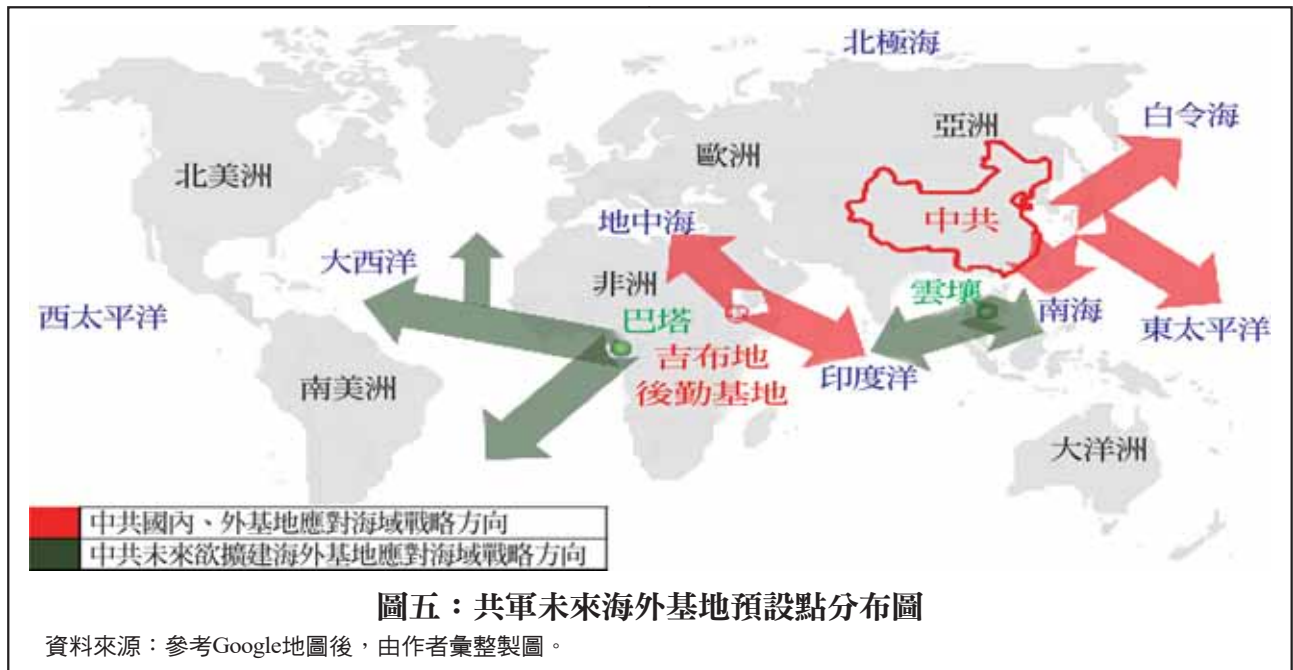 北極海
白令海
亞洲
歐洲
北美洲
中共
地中海
大西洋
非洲
雲壤
南海
西太平洋
巴塔
東太平洋
吉布地
後勤基地
印度洋
南美洲
大洋洲
中共國內、外基地應對海域戰略方向
中共未來欲擴建海外基地應對海域戰略方向
圖五：共軍未來海外基地預設點分布圖
資料來源：參考Google地圖後，由作者彙整製圖。